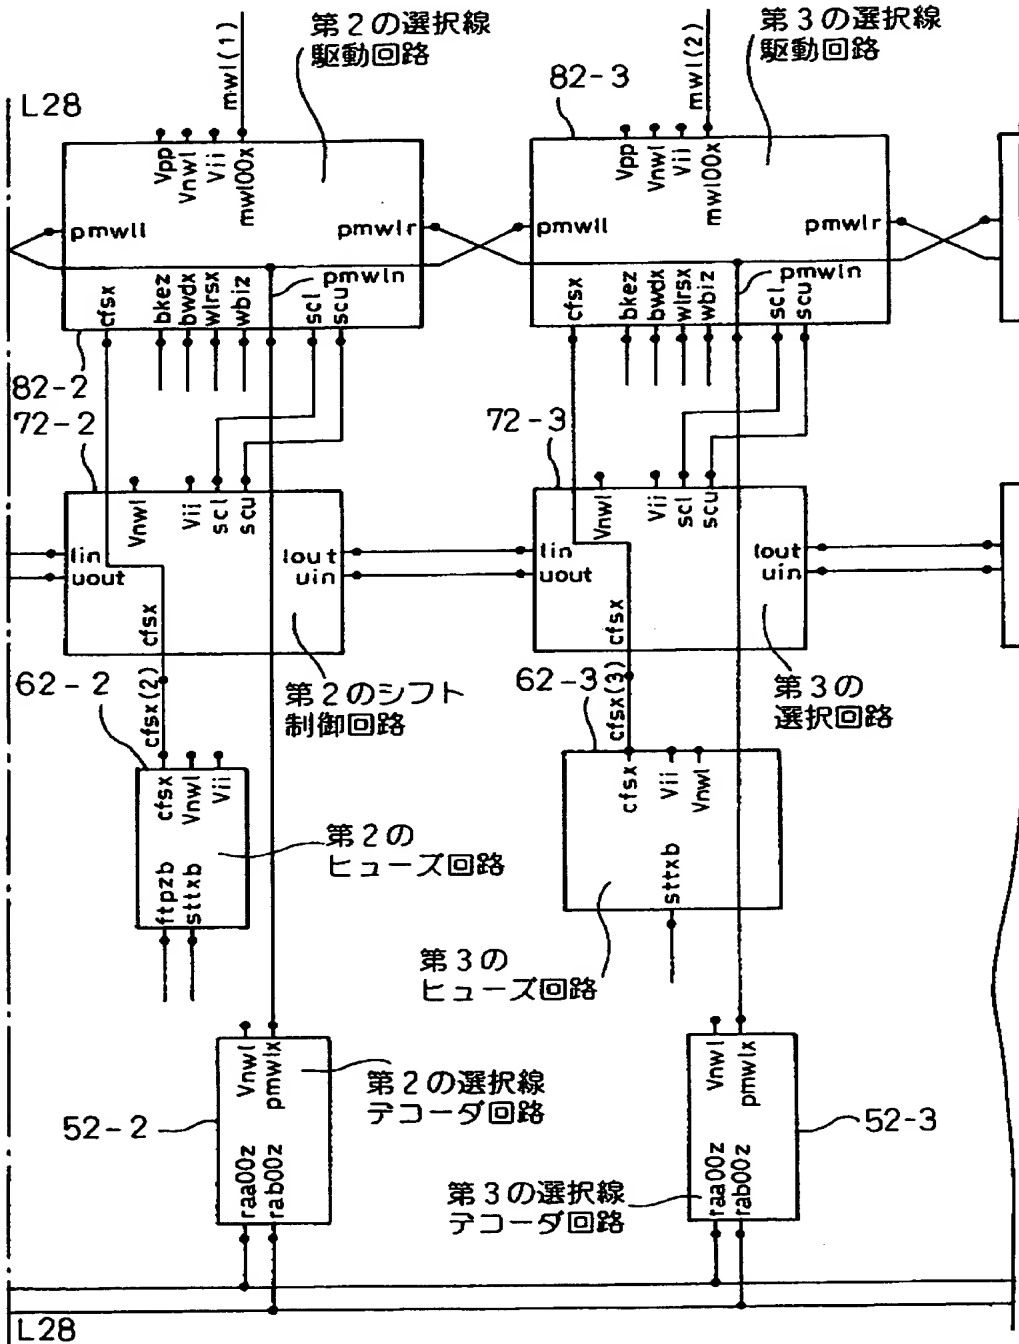 mwl(1)
第2の選択線
駆動回路
mwl(2)
第3の選択線
駆動回路
82-3
L28
Vpp
Vnwl
Vii
mwl00x
pmwll
pmwlr
cfsx
bkez
bwdx
wlrsx
wbiz
pmwln
scl
scu
Vpp
Vnwl
Vii
mwl00x
pmwll
pmwlr
cfsx
bkez
bwdx
wlrsx
wbiz
pmwln
scl
scu
82-2
72-2
72-3
Vnwl
Vii
scl
scu
lin
uout
lout
uin
cfsx
Vnwl
Vii
scl
scu
lin
uout
lout
uin
cfsx
62-2
cfsx(2)
第2のシフト
制御回路
62-3
cfsx(3)
第3の
選択回路
cfsx
Vnwl
Vii
ftpzb
sttxb
第2の
ヒューズ回路
cfsx
Vii
Vnwl
sttxb
第3の
ヒューズ回路
Vnwl
pmwlx
raa00z
rab00z
第2の選択線
デコーダ回路
52-2
Vnwl
pmwlx
raa00z
rab00z
52-3
第3の選択線
デコーダ回路
L28